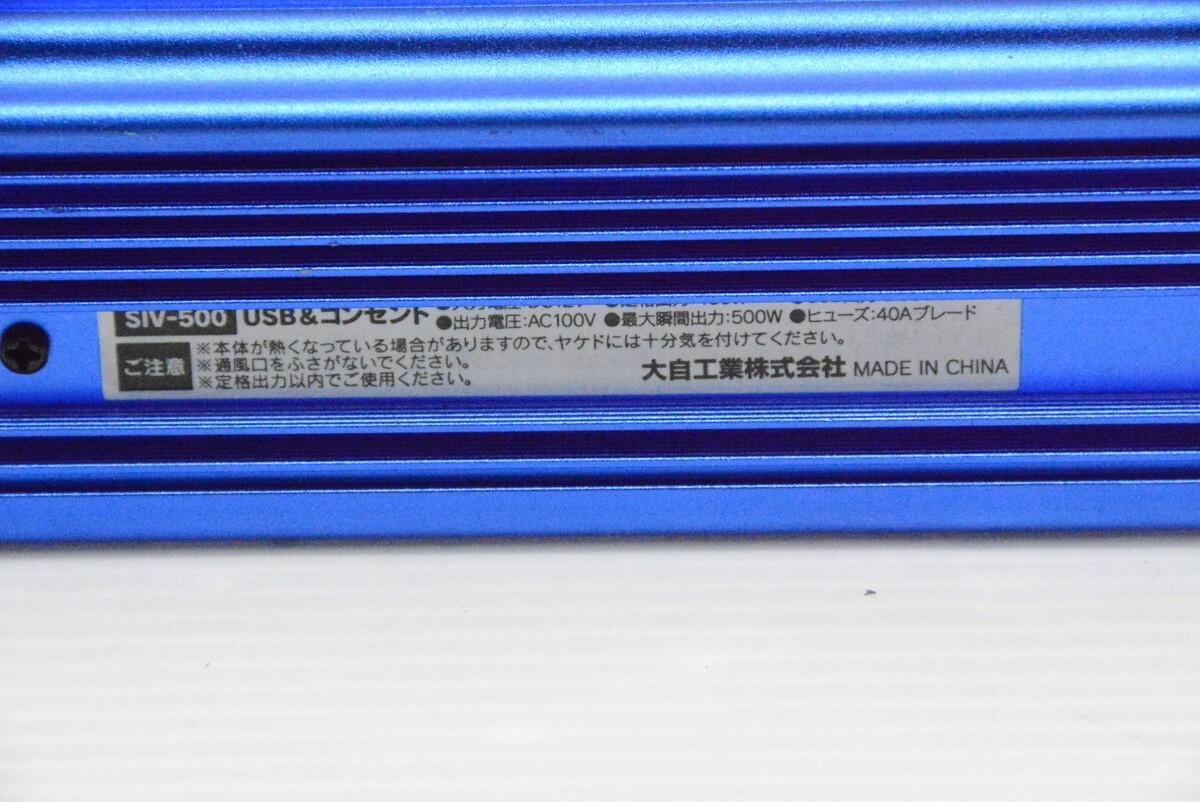 SIV-500 USB&コンセント ●出力電圧:AC100V ●最大瞬間出力:500W ●ヒューズ:40Aブレード
ご注意
※本体が熱くなっている場合がありますので、ヤケドには十分気を付けてください。
※通風口をふさがないでください。
※定格出力以内でご使用ください。
大自工業株式会社 MADE IN CHINA